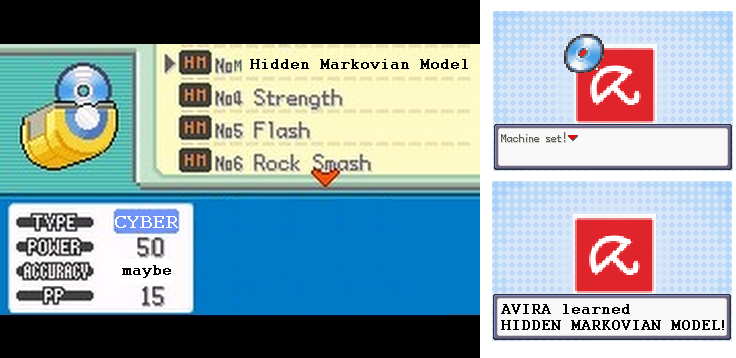 HM NoM Hidden Markovian Model
HM No4 Strength
HM No5 Flash
HM No6 Rock Smash
TYPE CYBER
POWER 50
ACCURACY maybe
PP 15
Machine set!
AVIRA learned
HIDDEN MARKOVIAN MODEL!